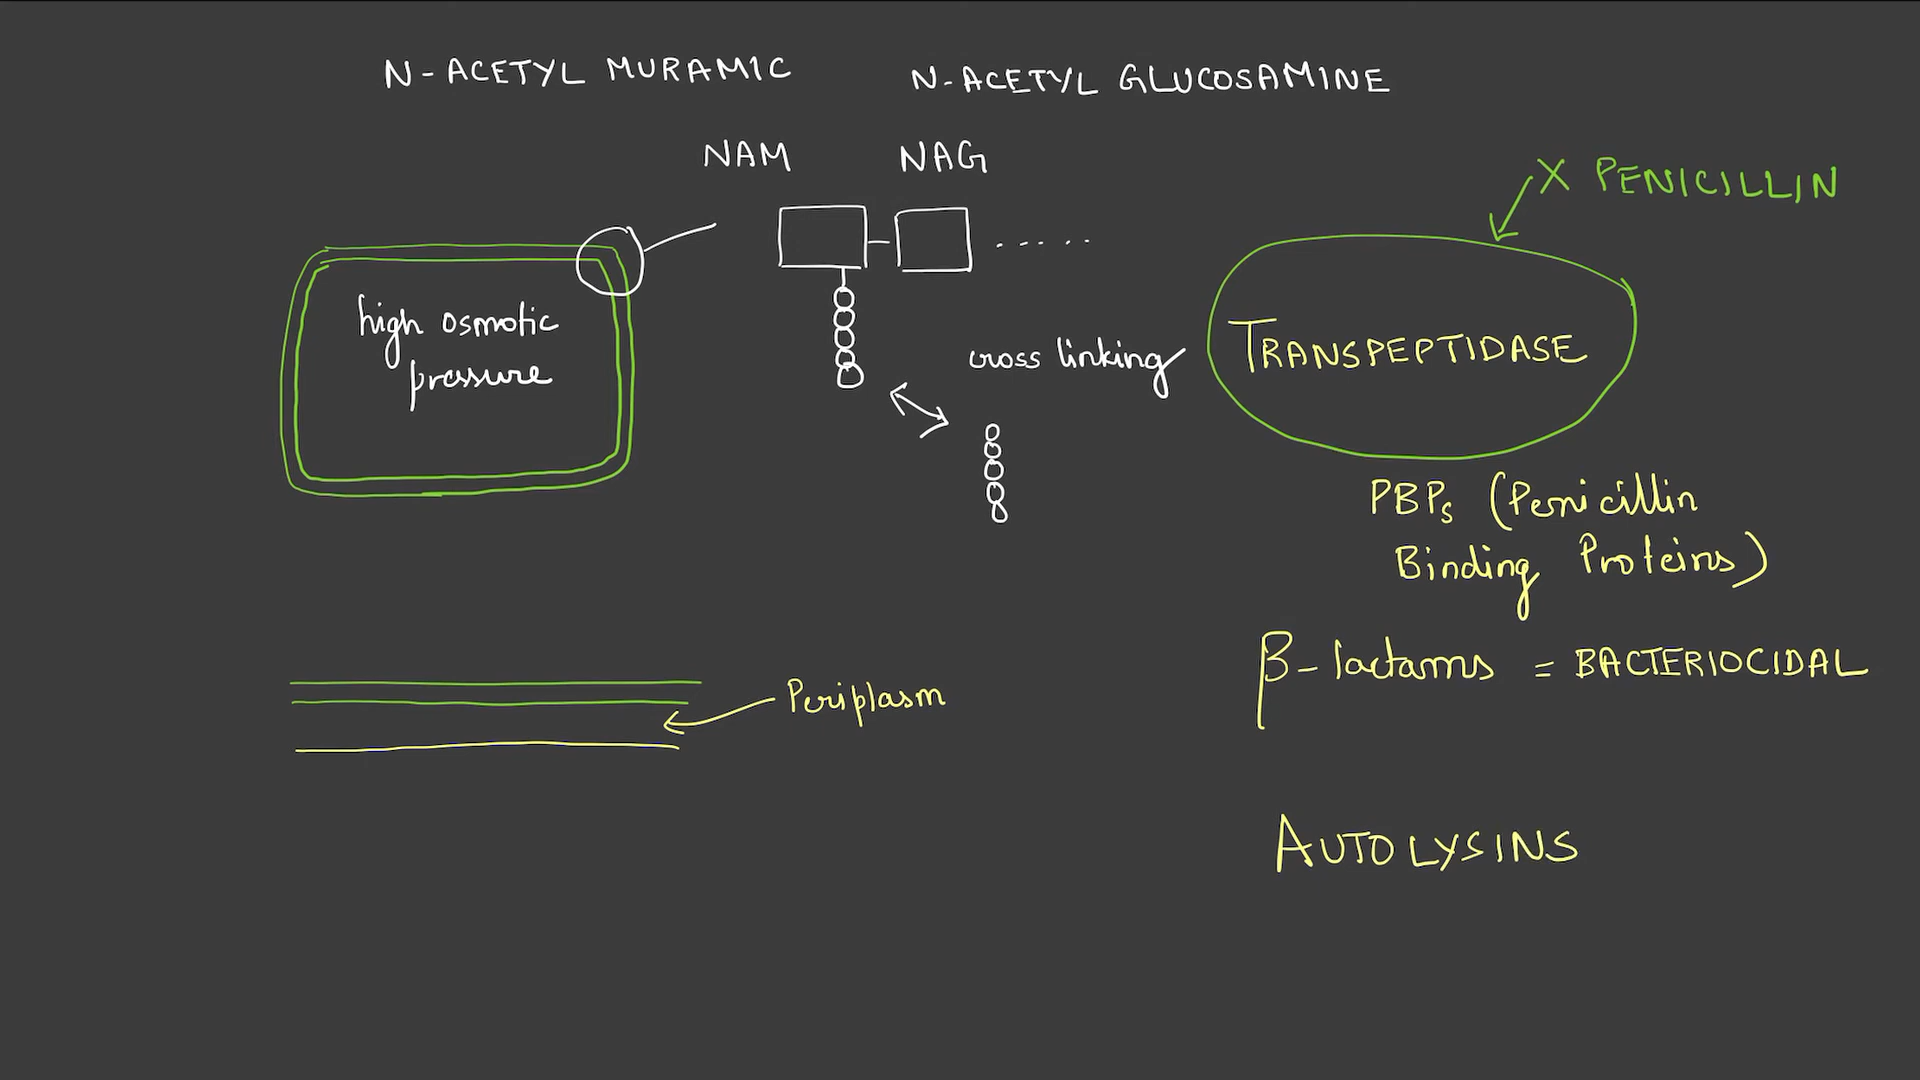 N-ACETYL MURAMIC
N-ACETYL GLUCOSAMINE
NAM
NAG
X PENICILLIN
high osmotic
pressure
cross linking
TRANSPEPTIDASE
PBPs (Penicillin
Binding Proteins)
β-lactams = BACTERIOCIDAL
Periplasm
AUTOLYSINS